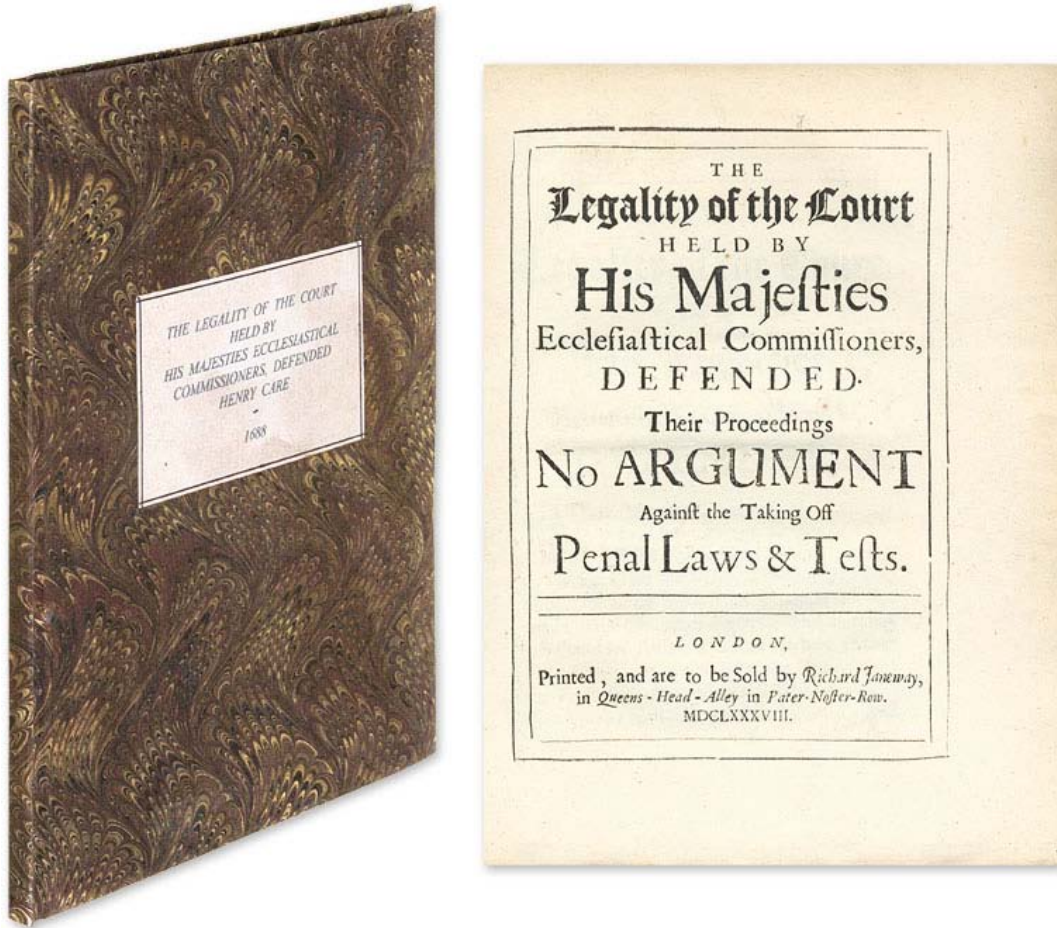 THE LEGALITY OF THE COURT
HELD BY
HIS MAJESTIES ECCLESIASTICAL
COMMISSIONERS, DEFENDED
HENRY CARE
-
1688
THE
Legality of the Court
HELD BY
His Majeſties
Eccleſiaſtical Commiſſioners,
DEFENDED.
Their Proceedings
No ARGUMENT
Againſt the Taking Off
Penal Laws & Teſts.
LONDON,
Printed, and are to be Sold by Richard Janeway,
in Queens-Head-Alley in Pater-Noſter-Row.
MDCLXXXVIII.